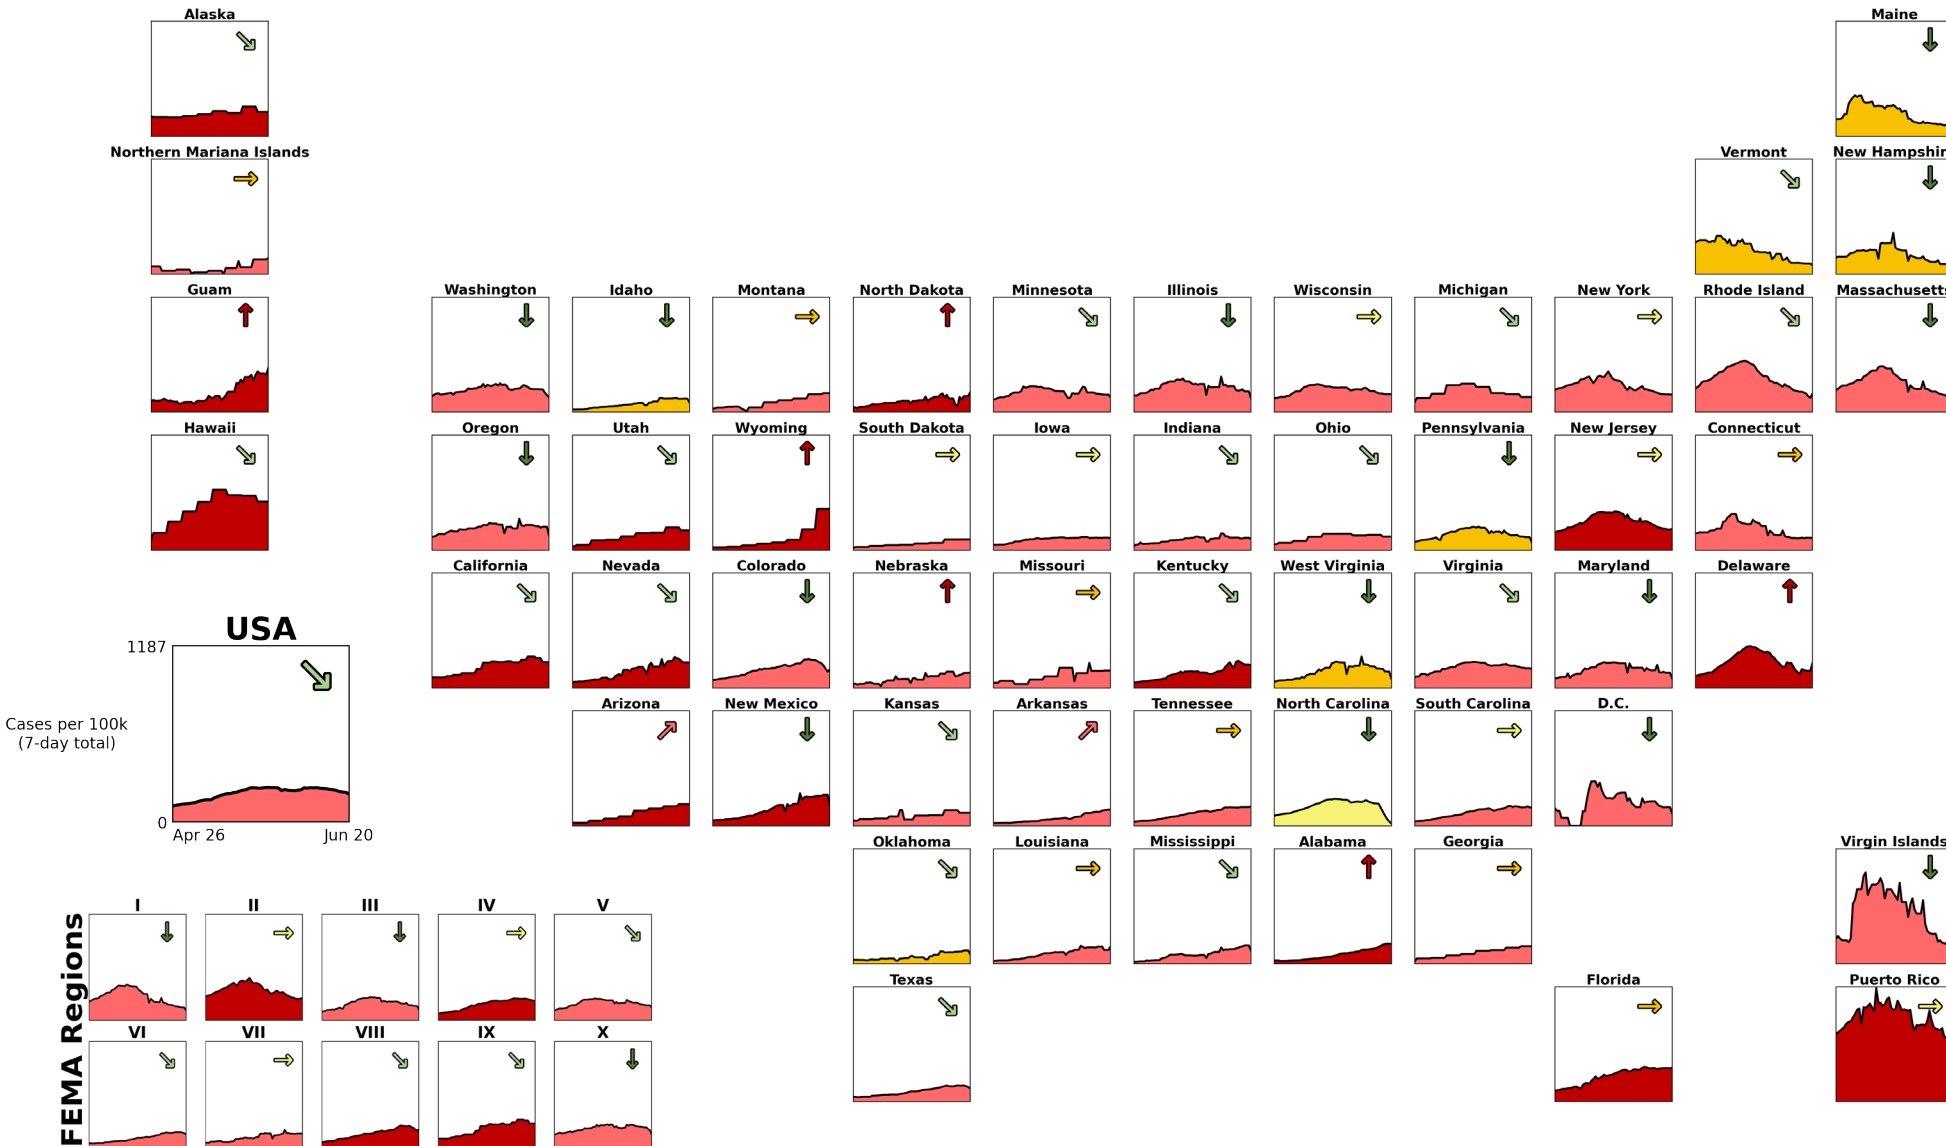 Alaska
Maine
Northern Mariana Islands
Vermont
New Hampshir
Guam
Washington
Idaho
Montana
North Dakota
Minnesota
Illinois
Wisconsin
Michigan
New York
Rhode Island
Massachusetts
Hawaii
Oregon
Utah
Wyoming
South Dakota
Iowa
Indiana
Ohio
Pennsylvania
New Jersey
Connecticut
California
Nevada
Colorado
Nebraska
Missouri
Kentucky
West Virginia
Virginia
Maryland
Delaware
USA
1187
Cases per 100k
(7-day total)
0
Apr 26
Jun 20
Arizona
New Mexico
Kansas
Arkansas
Tennessee
North Carolina
South Carolina
D.C.
Oklahoma
Louisiana
Mississippi
Alabama
Georgia
Virgin Islands
Texas
Florida
Puerto Rico
FEMA Regions
I
II
III
IV
V
VI
VII
VIII
IX
X